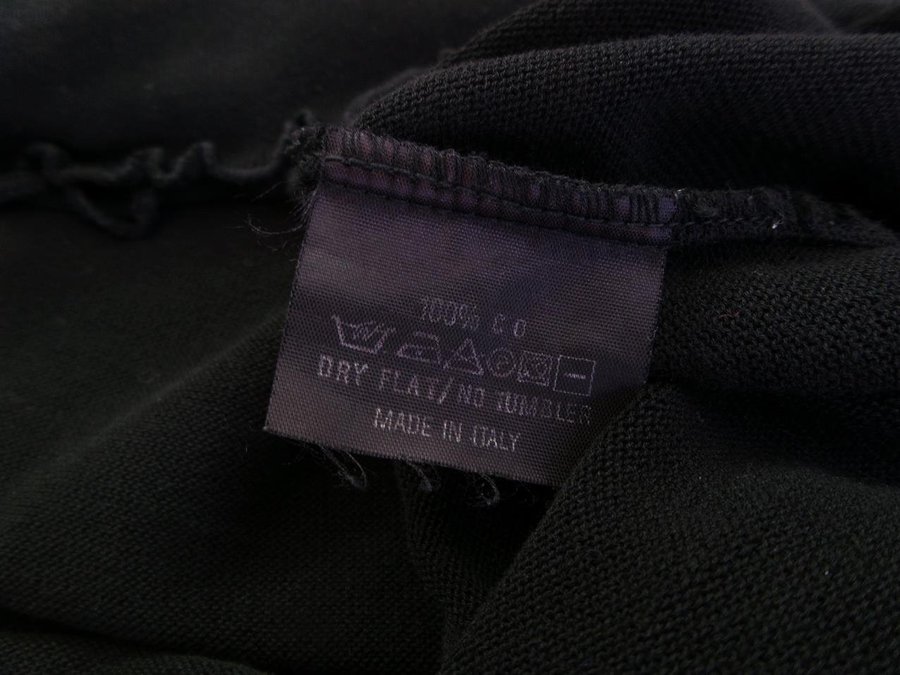 100% CO
DRY FLAT/NO TUMBLER
MADE IN ITALY